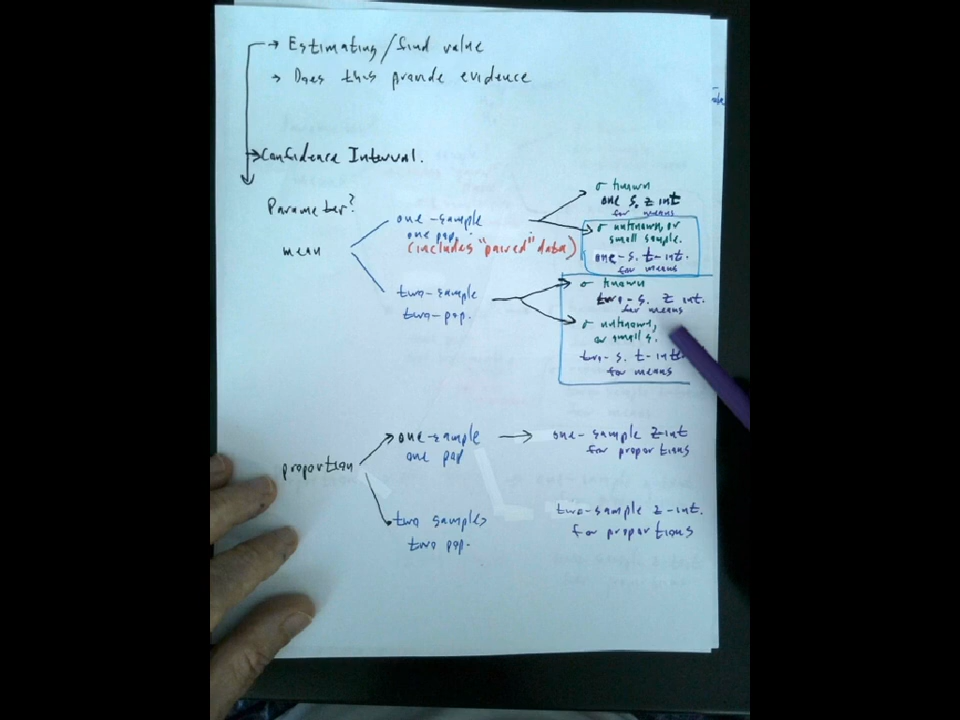 → Estimating/find value
→ Does this provide evidence
→ Confidence Interval.
Parameter?
mean
one-sample
one pop.
(includes "paired" data)
σ known
one s. z int
for means
σ unknown, or
small sample.
one-s. t-int.
for means
two-sample
two-pop.
σ known
two-s. z int.
for means
σ unknown,
or small s.
two-s. t-int
for means
proportion
one-sample
one pop
one-sample z-int
for proportions
two samples
two pop.
two-sample z-int.
for proportions